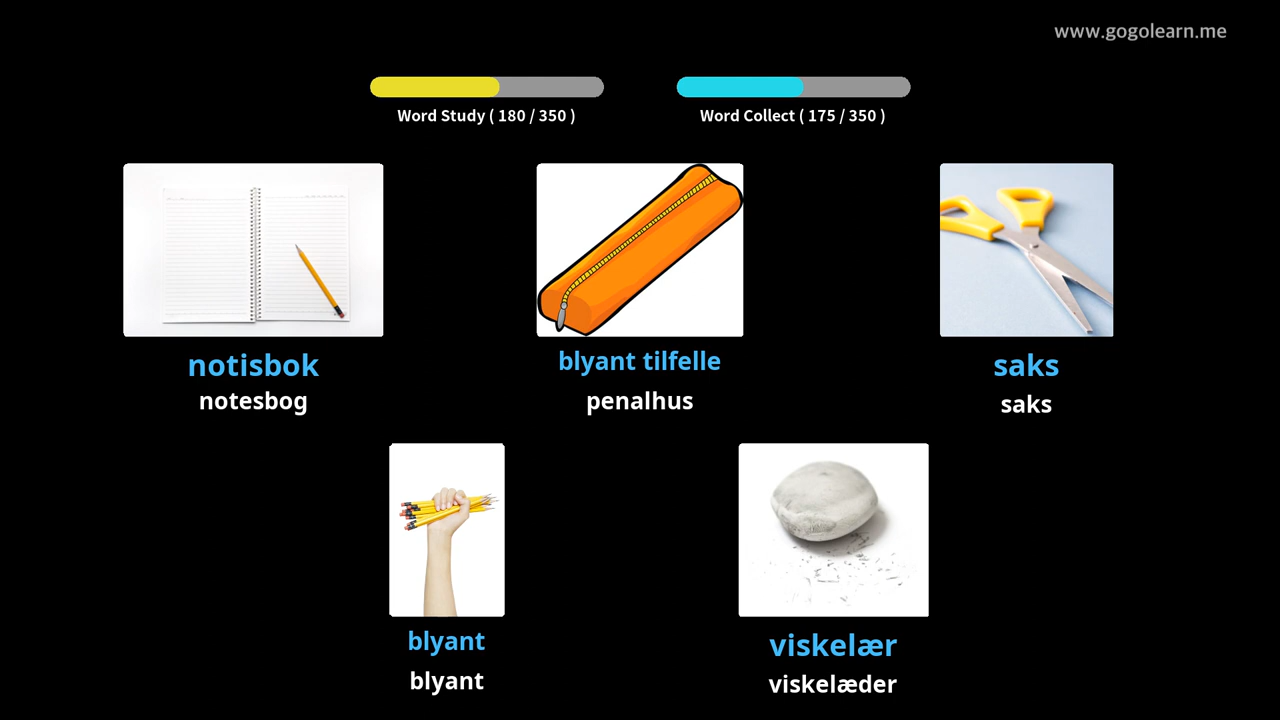 www.gogolearn.me
Word Study ( 180 / 350 )
Word Collect ( 175 / 350 )
notisbok
notesbog
blyant tilfelle
penalhus
saks
saks
blyant
blyant
viskelær
viskelæder